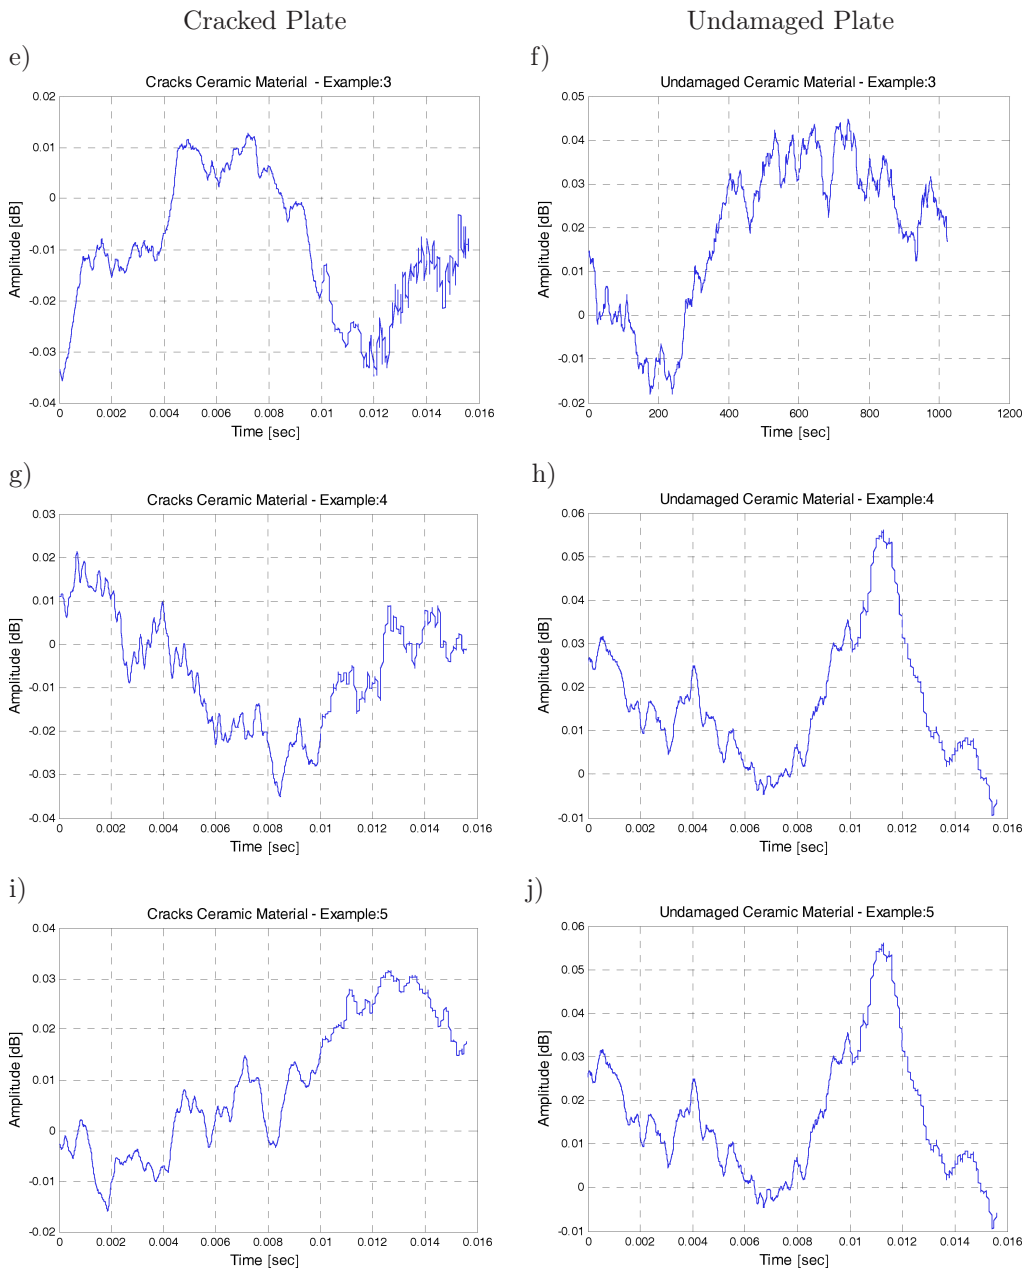 Cracked Plate
Undamaged Plate
e)
f)
Cracks Ceramic Material - Example:3
0.02
0.01
0
-0.01
-0.02
-0.03
-0.04
Amplitude [dB]
0 0.002 0.004 0.006 0.008 0.01 0.012 0.014 0.016
Time [sec]
Undamaged Ceramic Material - Example:3
0.05
0.04
0.03
0.02
0.01
0
-0.01
-0.02
Amplitude [dB]
0 200 400 600 800 1000 1200
Time [sec]
g)
h)
Cracks Ceramic Material - Example:4
0.03
0.02
0.01
0
-0.01
-0.02
-0.03
-0.04
Amplitude [dB]
0 0.002 0.004 0.006 0.008 0.01 0.012 0.014 0.016
Time [sec]
Undamaged Ceramic Material - Example:4
0.06
0.05
0.04
0.03
0.02
0.01
0
-0.01
Amplitude [dB]
0 0.002 0.004 0.006 0.008 0.01 0.012 0.014 0.016
Time [sec]
i)
j)
Cracks Ceramic Material - Example:5
0.04
0.03
0.02
0.01
0
-0.01
-0.02
Amplitude [dB]
0 0.002 0.004 0.006 0.008 0.01 0.012 0.014 0.016
Time [sec]
Undamaged Ceramic Material - Example:5
0.06
0.05
0.04
0.03
0.02
0.01
0
-0.01
Amplitude [dB]
0 0.002 0.004 0.006 0.008 0.01 0.012 0.014 0.016
Time [sec]